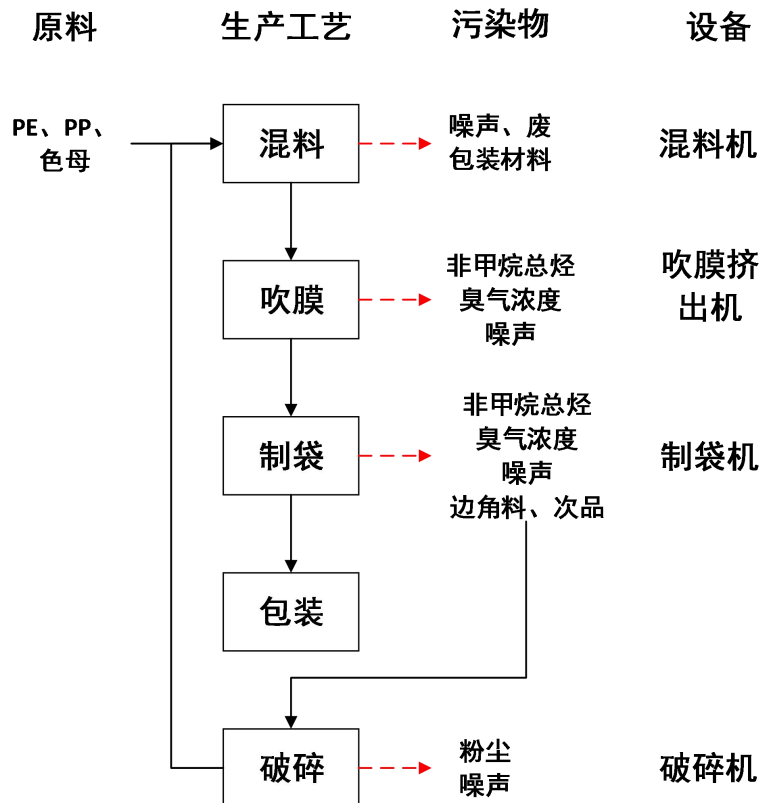 原料 生产工艺 污染物 设备
PE、PP、
色母
混料
噪声、废
包装材料
混料机
吹膜
非甲烷总烃
臭气浓度
噪声
吹膜挤
出机
制袋
非甲烷总烃
臭气浓度
噪声
边角料、次品
制袋机
包装
破碎
粉尘
噪声
破碎机